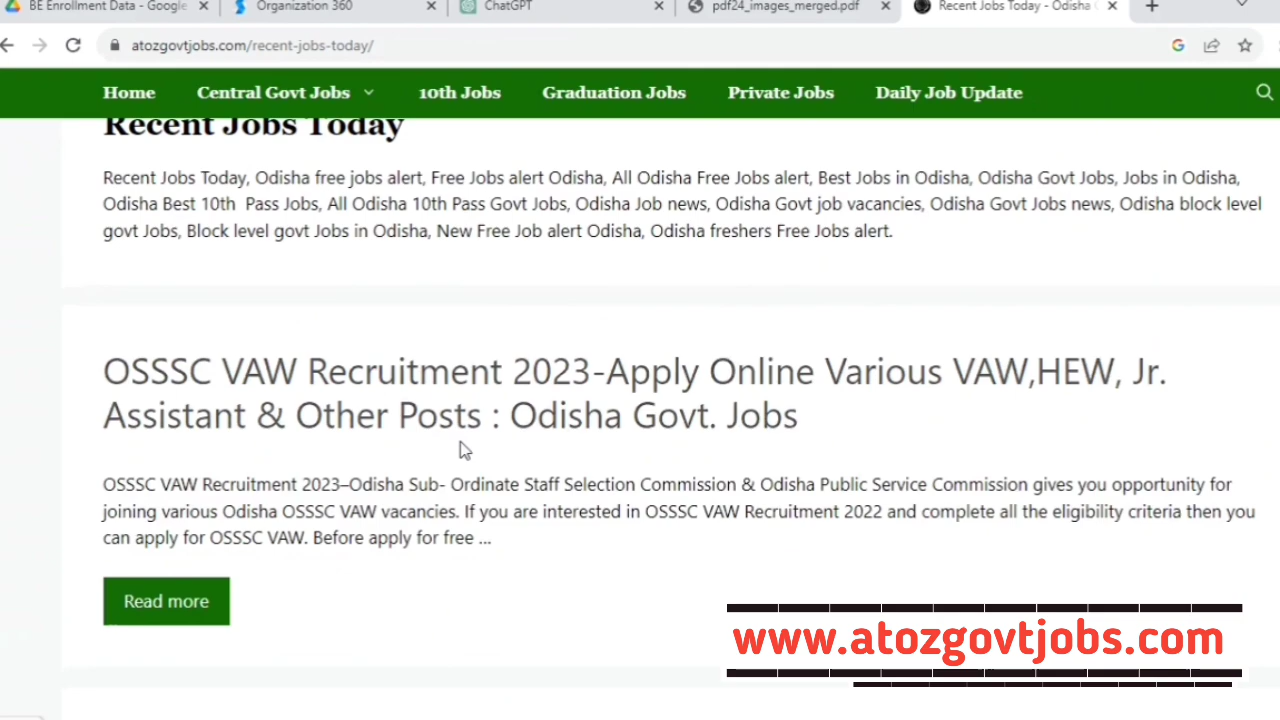 BE Enrollment Data - Google
Organization 360
ChatGPT
pdf24_images_merged.pdf
Recent Jobs Today - Odisha
atozgovtjobs.com/recent-jobs-today/
Home
Central Govt Jobs
10th Jobs
Graduation Jobs
Private Jobs
Daily Job Update
Recent Jobs Today
Recent Jobs Today, Odisha free jobs alert, Free Jobs alert Odisha, All Odisha Free Jobs alert, Best Jobs in Odisha, Odisha Govt Jobs, Jobs in Odisha,
Odisha Best 10th Pass Jobs, All Odisha 10th Pass Govt Jobs, Odisha Job news, Odisha Govt job vacancies, Odisha Govt Jobs news, Odisha block level
govt Jobs, Block level govt Jobs in Odisha, New Free Job alert Odisha, Odisha freshers Free Jobs alert.
OSSSC VAW Recruitment 2023-Apply Online Various VAW,HEW, Jr.
Assistant & Other Posts : Odisha Govt. Jobs
OSSSC VAW Recruitment 2023–Odisha Sub- Ordinate Staff Selection Commission & Odisha Public Service Commission gives you opportunity for
joining various Odisha OSSSC VAW vacancies. If you are interested in OSSSC VAW Recruitment 2022 and complete all the eligibility criteria then you
can apply for OSSSC VAW. Before apply for free ...
Read more
www.atozgovtjobs.com